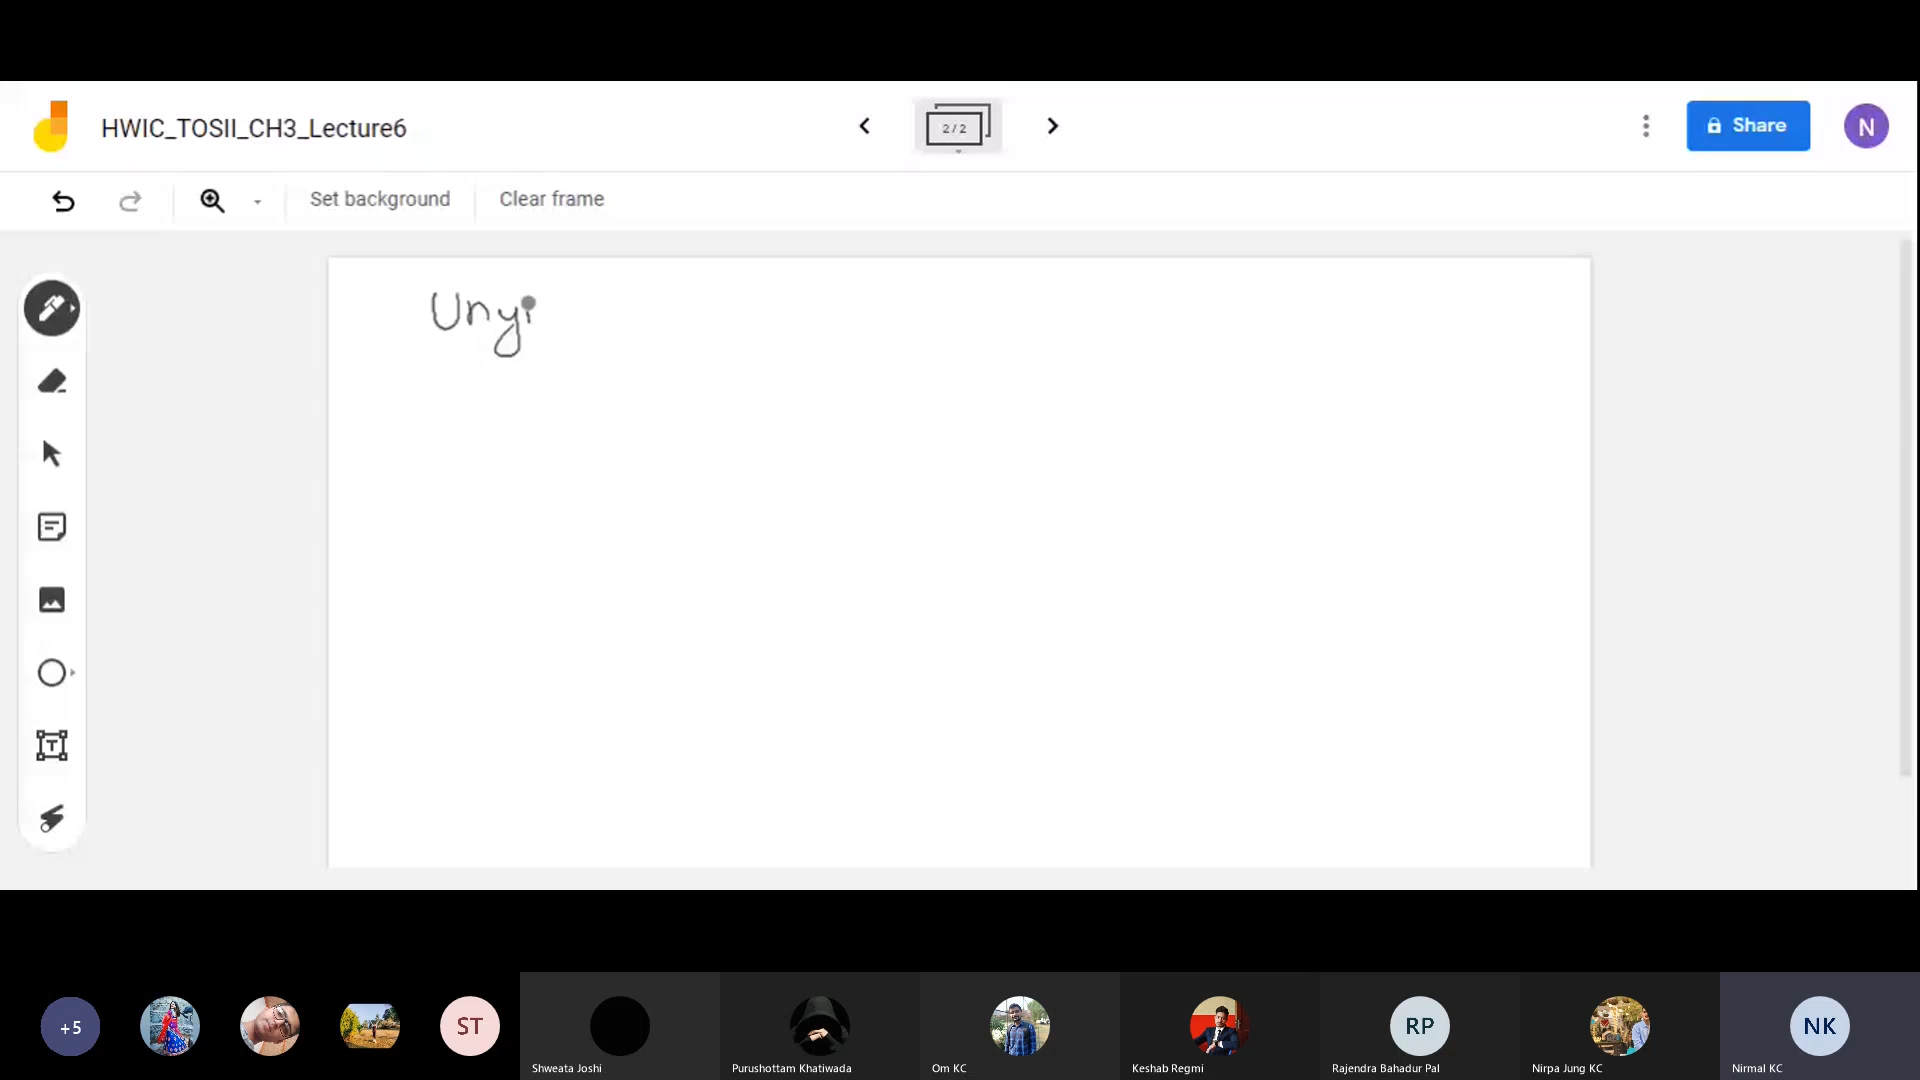 HWIC_TOSII_CH3_Lecture6
2/2
Share
N
Set background
Clear frame
Unyi
+5
ST
RP
NK
Shweata Joshi
Purushottam Khatiwada
Om KC
Keshab Regmi
Rajendra Bahadur Pal
Nirpa Jung KC
Nirmal KC